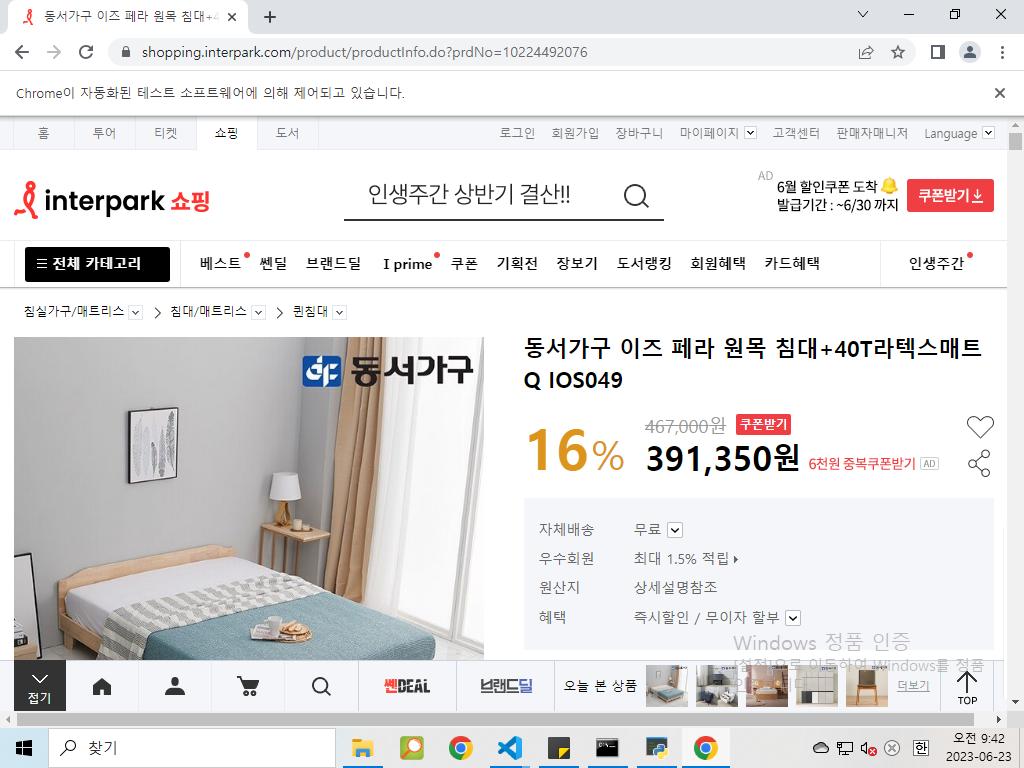 동서가구 이즈 페라 원목 침대+4
shopping.interpark.com/product/productInfo.do?prdNo=10224492076
Chrome이 자동화된 테스트 소프트웨어에 의해 제어되고 있습니다.
홈 투어 티켓 쇼핑 도서 로그인 회원가입 장바구니 마이페이지 고객센터 판매자매니저 Language
interpark 쇼핑
인생주간 상반기 결산!!
AD
6월 할인쿠폰 도착
발급기간 : ~6/30 까지
쿠폰받기
전체 카테고리 베스트 쎈딜 브랜드딜 I prime 쿠폰 기획전 장보기 도서랭킹 회원혜택 카드혜택 인생주간
침실가구/매트리스 침대/매트리스 퀸침대
동서가구
동서가구 이즈 페라 원목 침대+40T라텍스매트
Q IOS049
16%
467,000원 쿠폰받기
391,350원 6천원 중복쿠폰받기 AD
자체배송 무료
우수회원 최대 1.5% 적립
원산지 상세설명참조
혜택 즉시할인 / 무이자 할부
Windows 정품 인증
[설정]으로 이동하여 Windows를 정품
접기
쎈DEAL
브랜드딜
오늘 본 상품
더보기
TOP
찾기
한
오전 9:42
2023-06-23